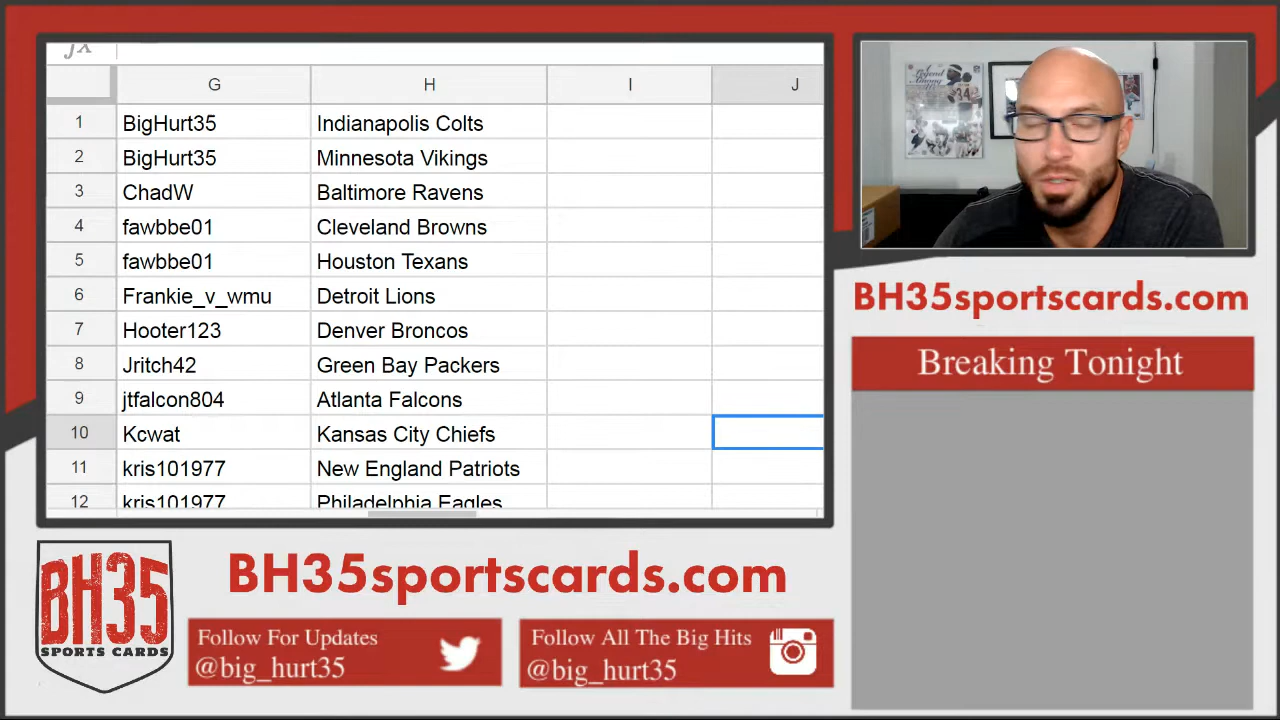 fx
G H I J
1 BigHurt35 Indianapolis Colts
2 BigHurt35 Minnesota Vikings
3 ChadW Baltimore Ravens
4 fawbbe01 Cleveland Browns
5 fawbbe01 Houston Texans
6 Frankie_v_wmu Detroit Lions
7 Hooter123 Denver Broncos
8 Jritch42 Green Bay Packers
9 jtfalcon804 Atlanta Falcons
10 Kcwat Kansas City Chiefs
11 kris101977 New England Patriots
12 kris101977 Philadelphia Eagles
BH35sportscards.com
Breaking Tonight
BH35
SPORTS CARDS
BH35sportscards.com
Follow For Updates
@big_hurt35
Follow All The Big Hits
@big_hurt35